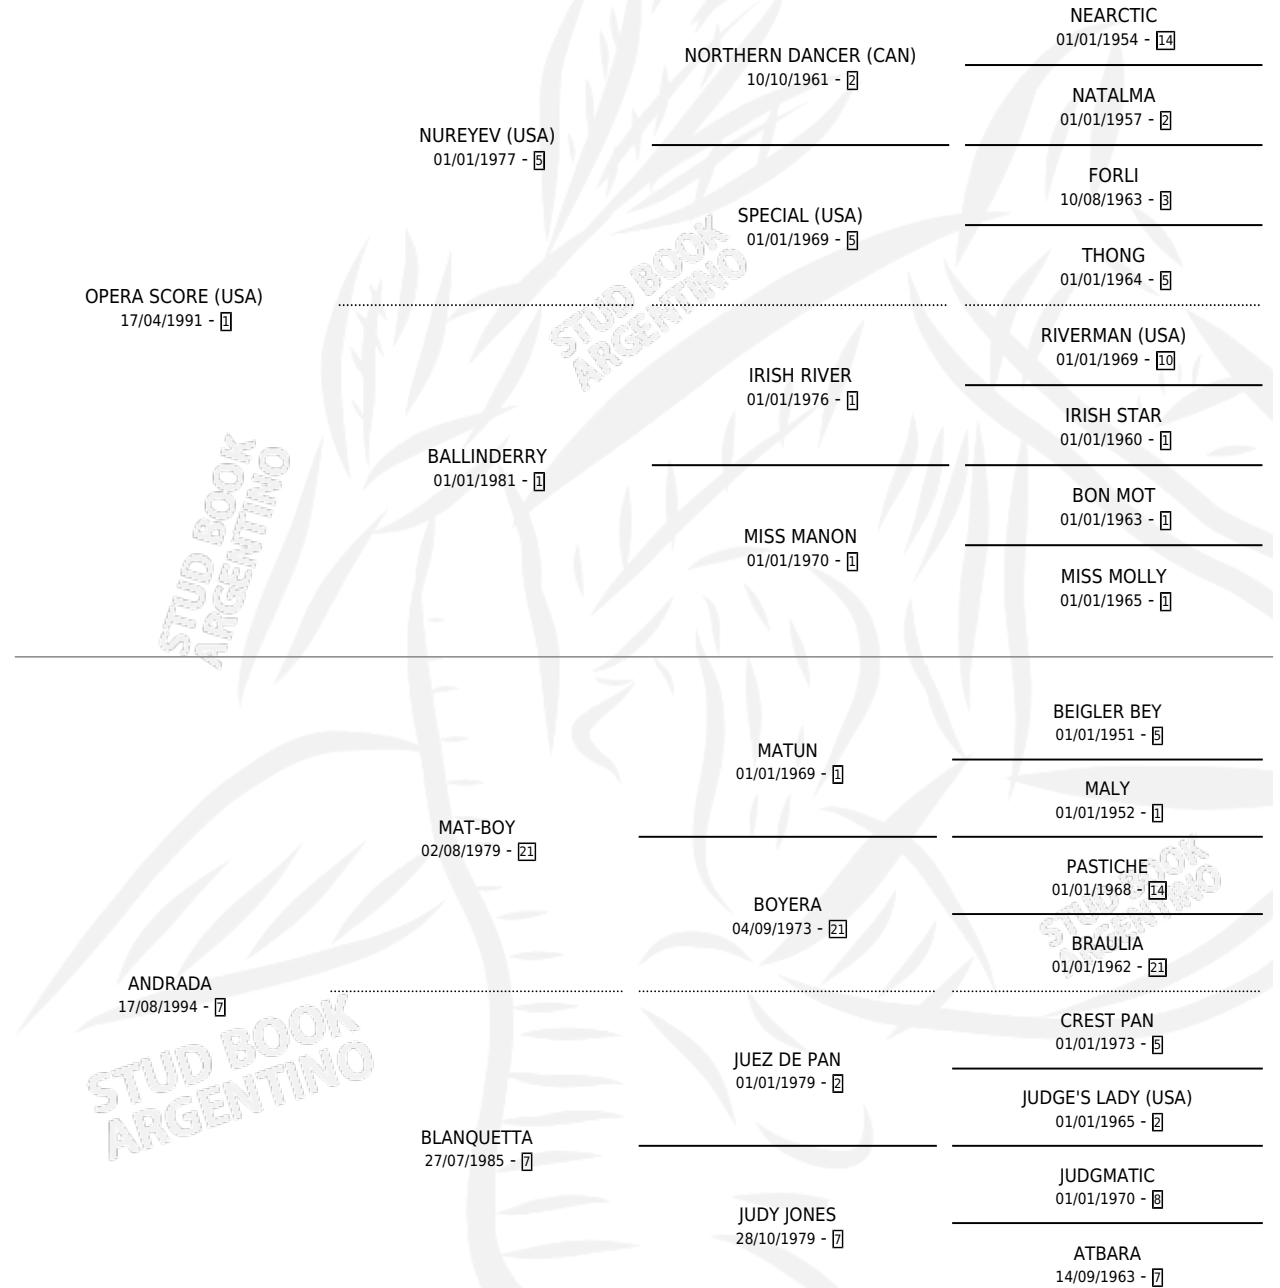 NEARCTIC
01/01/1954 - 14
NORTHERN DANCER (CAN)
10/10/1961 - 2
NATALMA
01/01/1957 - 2
NUREYEV (USA)
01/01/1977 - 5
FORLI
10/08/1963 - 3
SPECIAL (USA)
01/01/1969 - 5
THONG
01/01/1964 - 5
OPERA SCORE (USA)
17/04/1991 - 1
RIVERMAN (USA)
01/01/1969 - 10
IRISH RIVER
01/01/1976 - 1
IRISH STAR
01/01/1960 - 1
BALLINDERRY
01/01/1981 - 1
BON MOT
01/01/1963 - 1
MISS MANON
01/01/1970 - 1
MISS MOLLY
01/01/1965 - 1
BEIGLER BEY
01/01/1951 - 5
MATUN
01/01/1969 - 1
MALY
01/01/1952 - 1
MAT-BOY
02/08/1979 - 21
PASTICHE
01/01/1968 - 14
BOYERA
04/09/1973 - 21
BRAULIA
01/01/1962 - 21
ANDRADA
17/08/1994 - 7
CREST PAN
01/01/1973 - 5
JUEZ DE PAN
01/01/1979 - 2
JUDGE'S LADY (USA)
01/01/1965 - 2
BLANQUETTA
27/07/1985 - 7
JUDGMATIC
01/01/1970 - 8
JUDY JONES
28/10/1979 - 7
ATBARA
14/09/1963 - 7
STUD BOOK
ARGENTINO
STUD BOOK
ARGENTINO
STUD BOOK
ARGENTINO
STUD BOOK
ARGENTINO